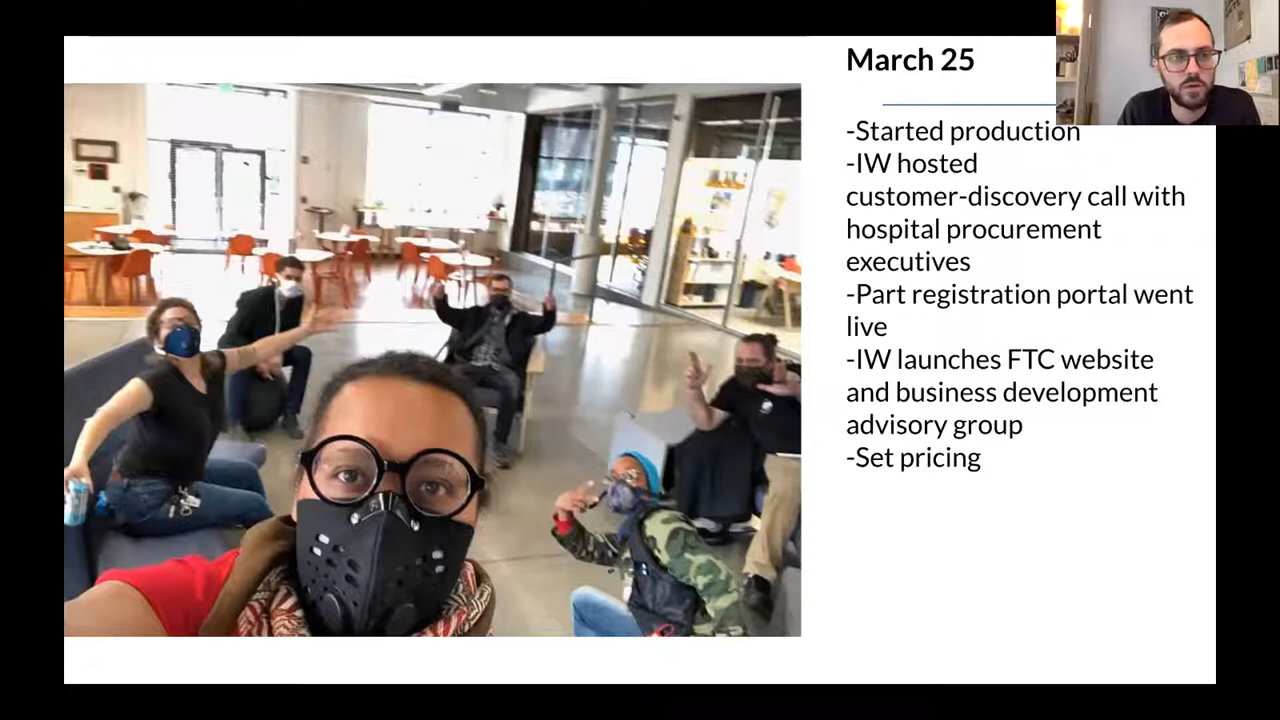 March 25
-Started production
-IW hosted
customer-discovery call with
hospital procurement
executives
-Part registration portal went
live
-IW launches FTC website
and business development
advisory group
-Set pricing